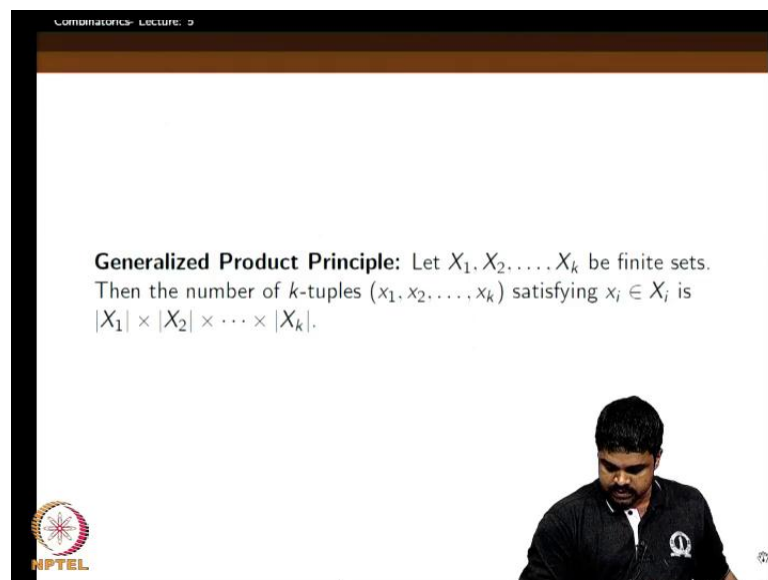 Combinatorics- Lecture: 5
Generalized Product Principle: Let X₁, X₂, . . . , Xₖ be finite sets.
Then the number of k-tuples (x₁, x₂, . . . , xₖ) satisfying xᵢ ∈ Xᵢ is
|X₁| × |X₂| × · · · × |Xₖ|.
NPTEL